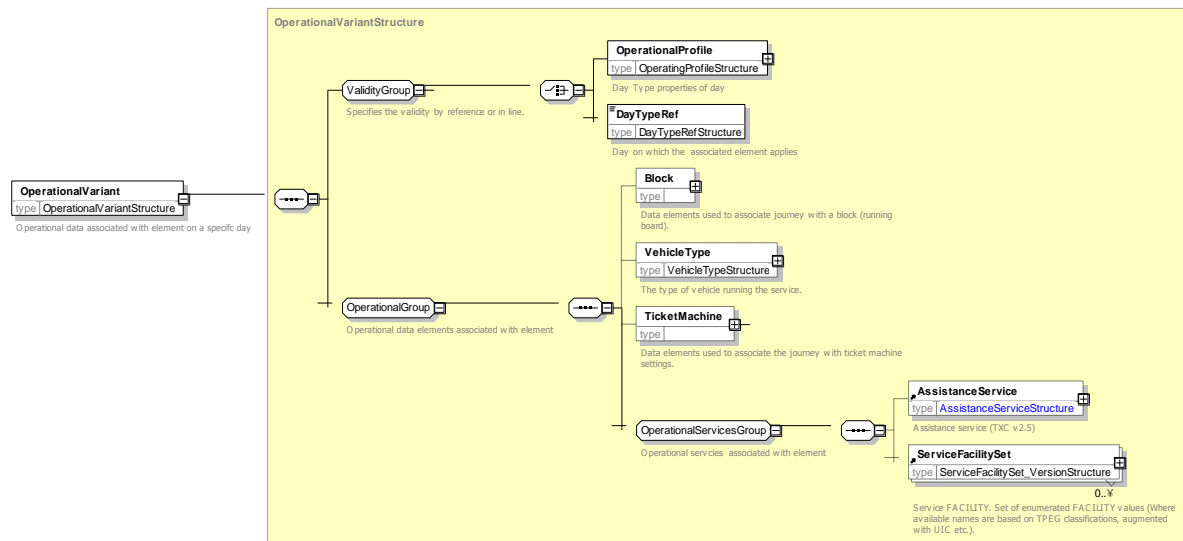 OperationalVariantStructure
OperationalProfile
type OperatingProfileStructure
Day Type properties of day
ValidityGroup
Specifies the validity by reference or in line.
DayTypeRef
type DayTypeRefStructure
Day on which the associated element applies
OperationalVariant
type OperationalVariantStructure
Operational data associated with element on a specifc day
Block
type
Data elements used to associate journey with a block (running
board).
VehicleType
type VehicleTypeStructure
The type of vehicle running the service.
OperationalGroup
Operational data elements associated with element
TicketMachine
type
Data elements used to associate the journey with ticket machine
settings.
OperationalServicesGroup
Operational servcies associated with element
AssistanceService
type AssistanceServiceStructure
Assistance service (TXC v2.5)
ServiceFacilitySet
type ServiceFacilitySet_VersionStructure
0..¥
Service FACILITY. Set of enumerated FACILITY values (Where
available names are based on TPEG classifications, augmented
with UIC etc.).